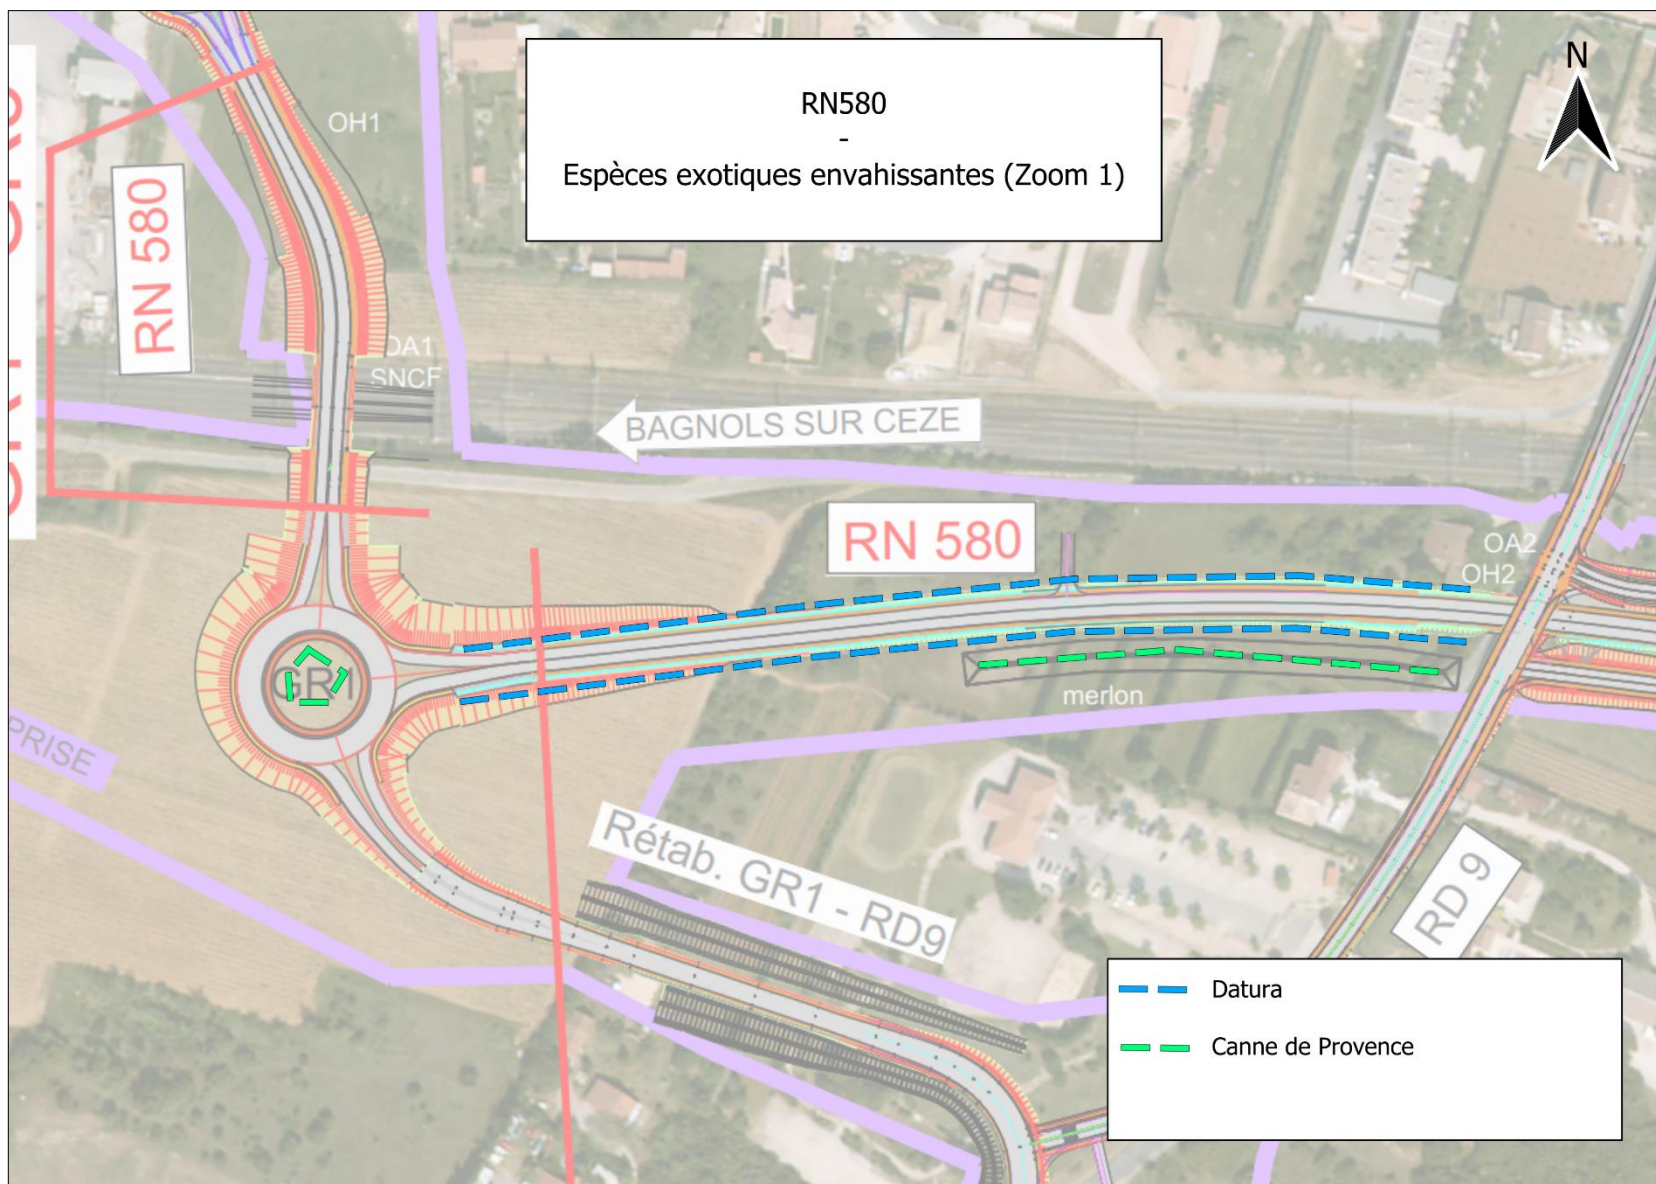 RN580
-
Espèces exotiques envahissantes (Zoom 1)
N
OH1
RN 580
OA1
SNCF
BAGNOLS SUR CEZE
RN 580
OA2
OH2
GR1
merlon
PRISE
Rétab. GR1 - RD9
RD 9
Datura
Canne de Provence